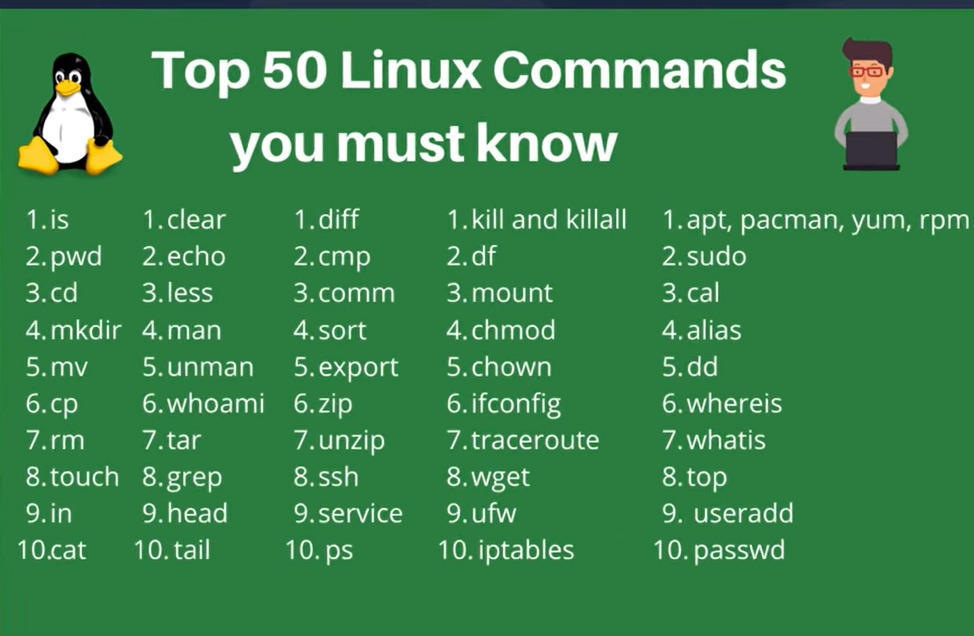 Top 50 Linux Commands
you must know
1. is
2. pwd
3. cd
4. mkdir
5. mv
6. cp
7. rm
8. touch
9. in
10. cat
1. clear
2. echo
3. less
4. man
5. unman
6. whoami
7. tar
8. grep
9. head
10. tail
1. diff
2. cmp
3. comm
4. sort
5. export
6. zip
7. unzip
8. ssh
9. service
10. ps
1. kill and killall
2. df
3. mount
4. chmod
5. chown
6. ifconfig
7. traceroute
8. wget
9. ufw
10. iptables
1. apt, pacman, yum, rpm
2. sudo
3. cal
4. alias
5. dd
6. whereis
7. whatis
8. top
9. useradd
10. passwd